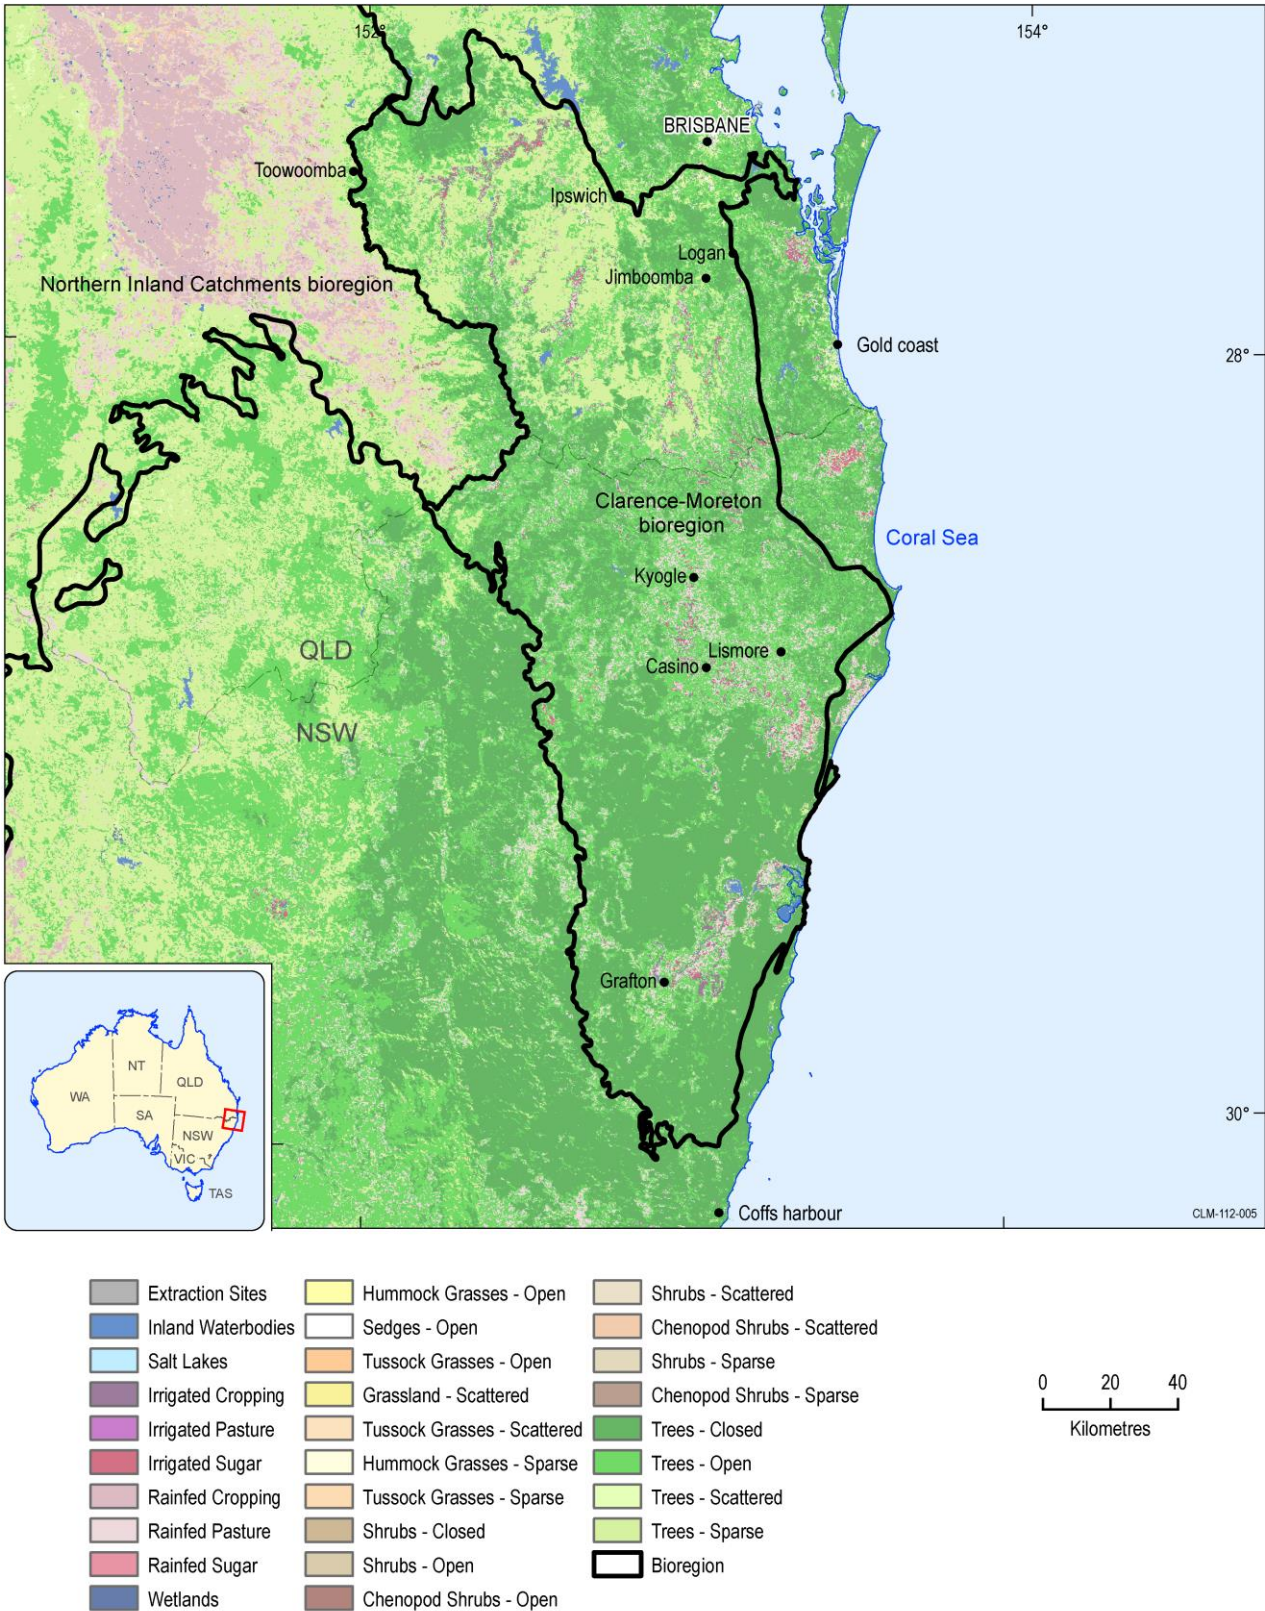 152°
154°
BRISBANE
Toowoomba
Ipswich
Logan
Jimboomba
Northern Inland Catchments bioregion
Gold coast
28°
Clarence-Moreton
bioregion
Coral Sea
Kyogle
QLD
Lismore
Casino
NSW
Grafton
NT
QLD
WA
SA
NSW
VIC
TAS
30°
Coffs harbour
CLM-112-005
Extraction Sites
Inland Waterbodies
Salt Lakes
Irrigated Cropping
Irrigated Pasture
Irrigated Sugar
Rainfed Cropping
Rainfed Pasture
Rainfed Sugar
Wetlands
Hummock Grasses - Open
Sedges - Open
Tussock Grasses - Open
Grassland - Scattered
Tussock Grasses - Scattered
Hummock Grasses - Sparse
Tussock Grasses - Sparse
Shrubs - Closed
Shrubs - Open
Chenopod Shrubs - Open
Shrubs - Scattered
Chenopod Shrubs - Scattered
Shrubs - Sparse
Chenopod Shrubs - Sparse
Trees - Closed
Trees - Open
Trees - Scattered
Trees - Sparse
Bioregion
0 20 40
Kilometres